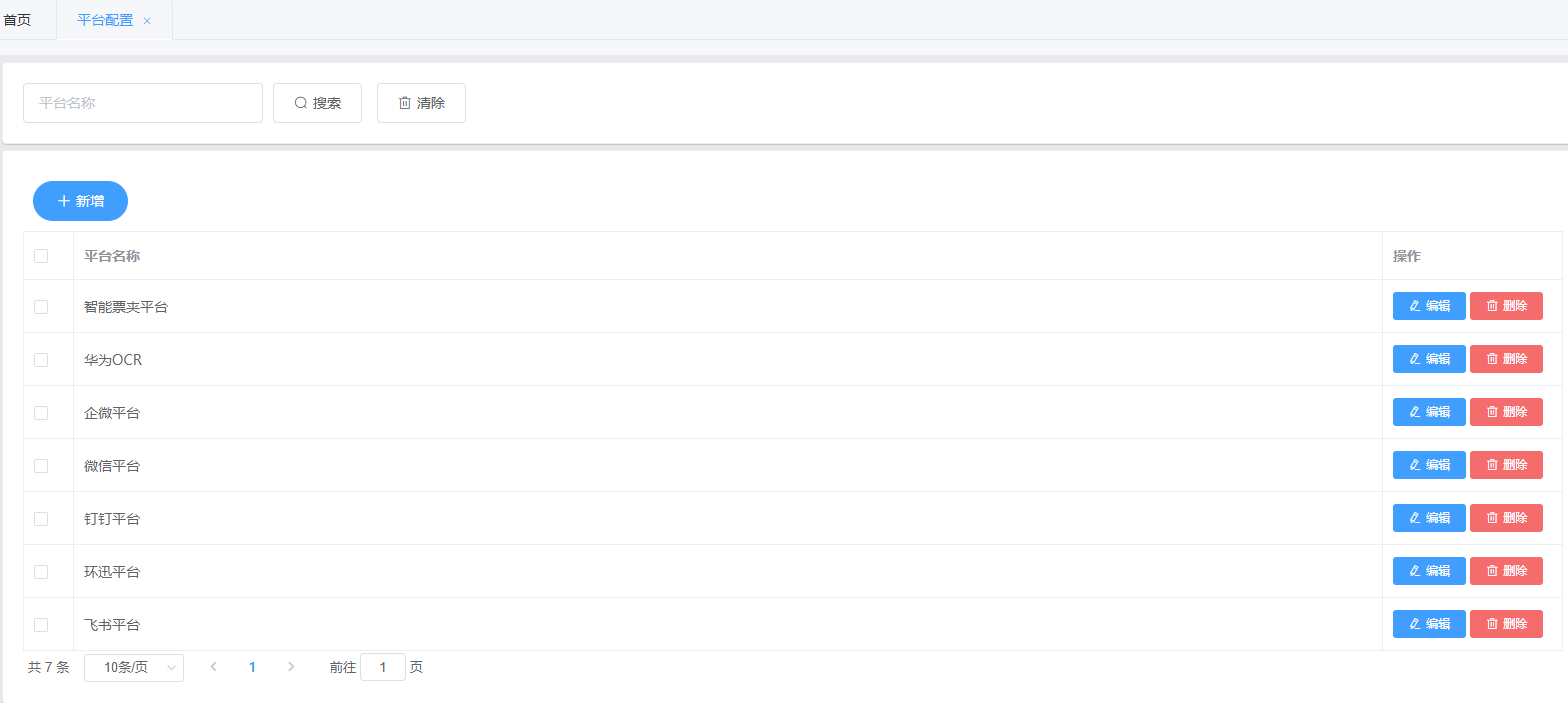 首页 平台配置 ×
平台名称 搜索 清除
新增
平台名称 操作
智能票夹平台 编辑 删除
华为OCR 编辑 删除
企微平台 编辑 删除
微信平台 编辑 删除
钉钉平台 编辑 删除
环迅平台 编辑 删除
飞书平台 编辑 删除
共 7 条 10条/页 1 前往 1 页